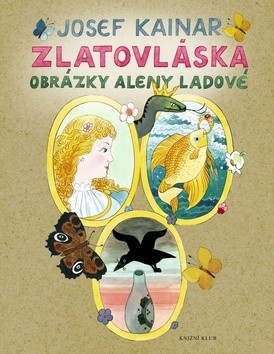 JOSEF KAINAR
ZLATOVLÁSKA
OBRÁZKY ALENY LADOVÉ
KNIŽNÍ KLUB